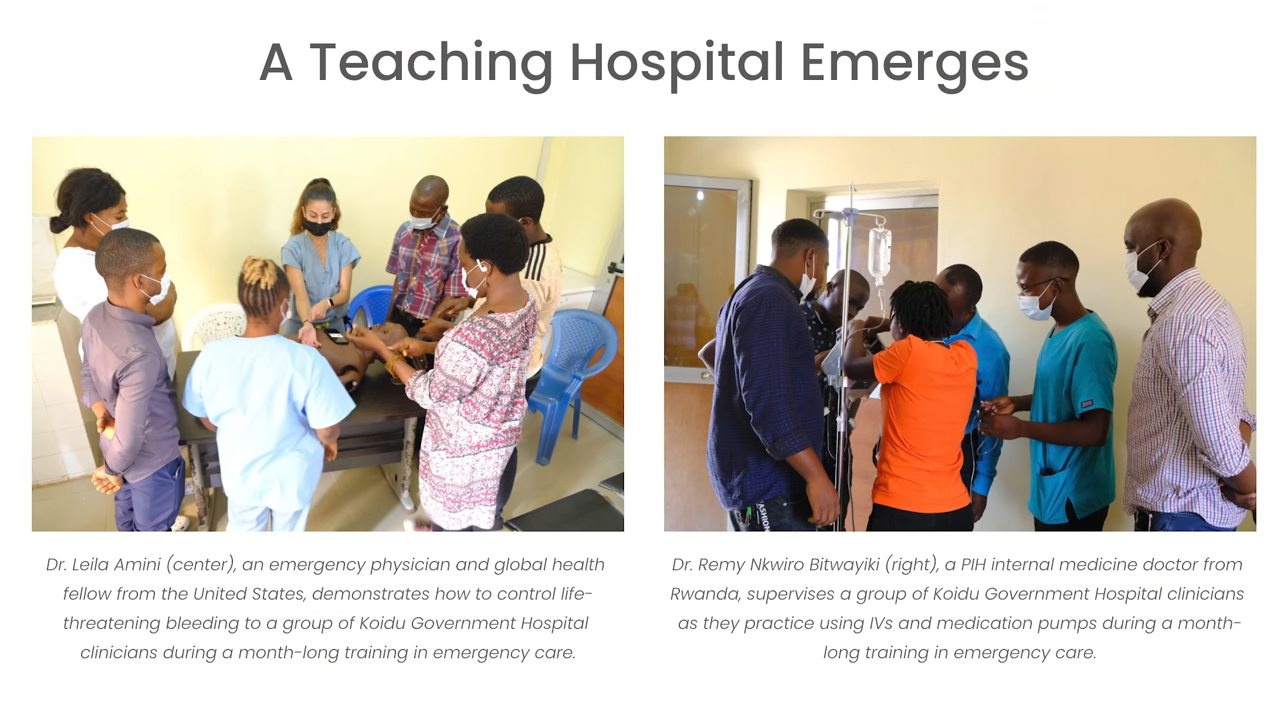 A Teaching Hospital Emerges
Dr. Leila Amini (center), an emergency physician and global health
fellow from the United States, demonstrates how to control life-
threatening bleeding to a group of Koidu Government Hospital
clinicians during a month-long training in emergency care.
FASHION
Dr. Remy Nkwiro Bitwayiki (right), a PIH internal medicine doctor from
Rwanda, supervises a group of Koidu Government Hospital clinicians
as they practice using IVs and medication pumps during a month-
long training in emergency care.